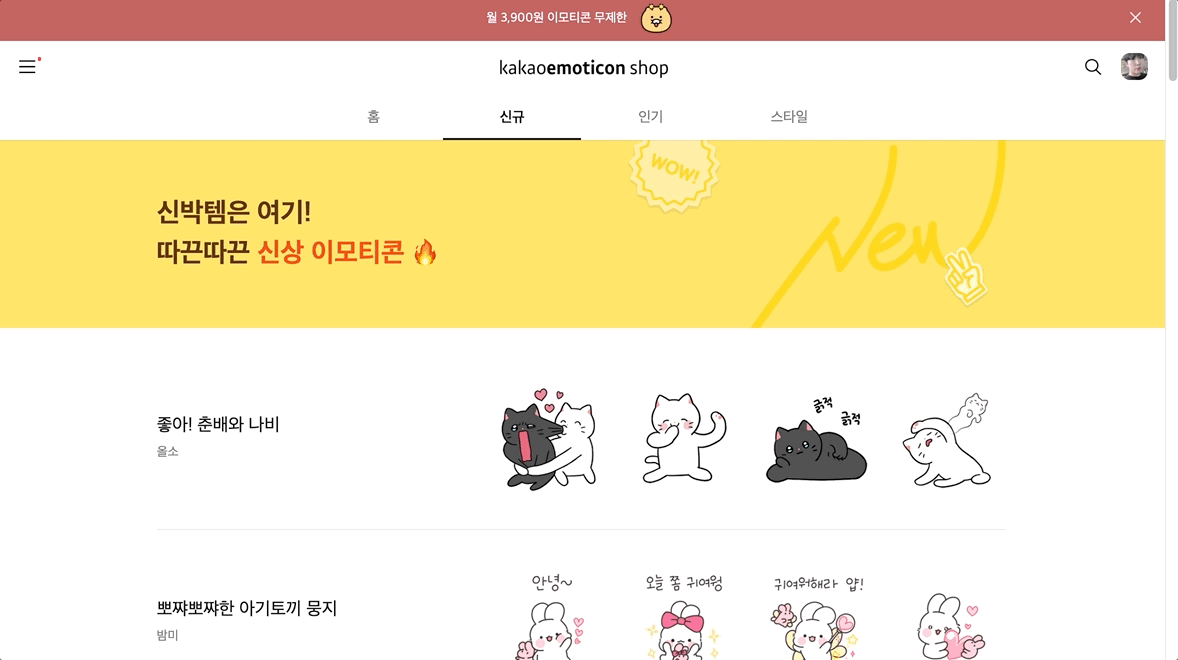 월 3,900원 이모티콘 무제한
kakaoemoticon shop
홈 신규 인기 스타일
WOW!
신박템은 여기!
따끈따끈 신상 이모티콘
New
좋아! 춘배와 나비
올소
긁적
긁적
뽀쨔뽀쨔한 아기토끼 뭉지
밤미
안녕~
오늘 쫌 귀여웡
귀여워해라 얍!